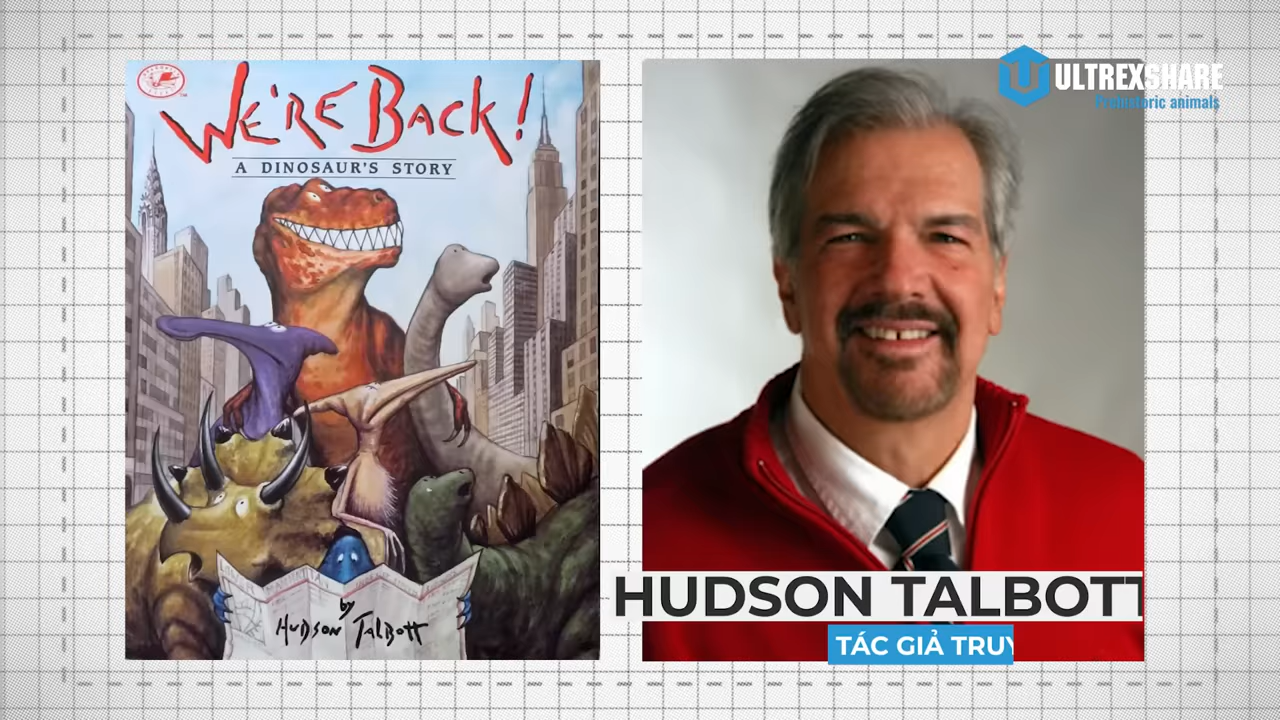 WE'RE BACK!
A DINOSAUR'S STORY
by
HUDSON TALBOTT
ULTREXSHARE
Prehistoric animals
HUDSON TALBOTT
TÁC GIẢ TRUY